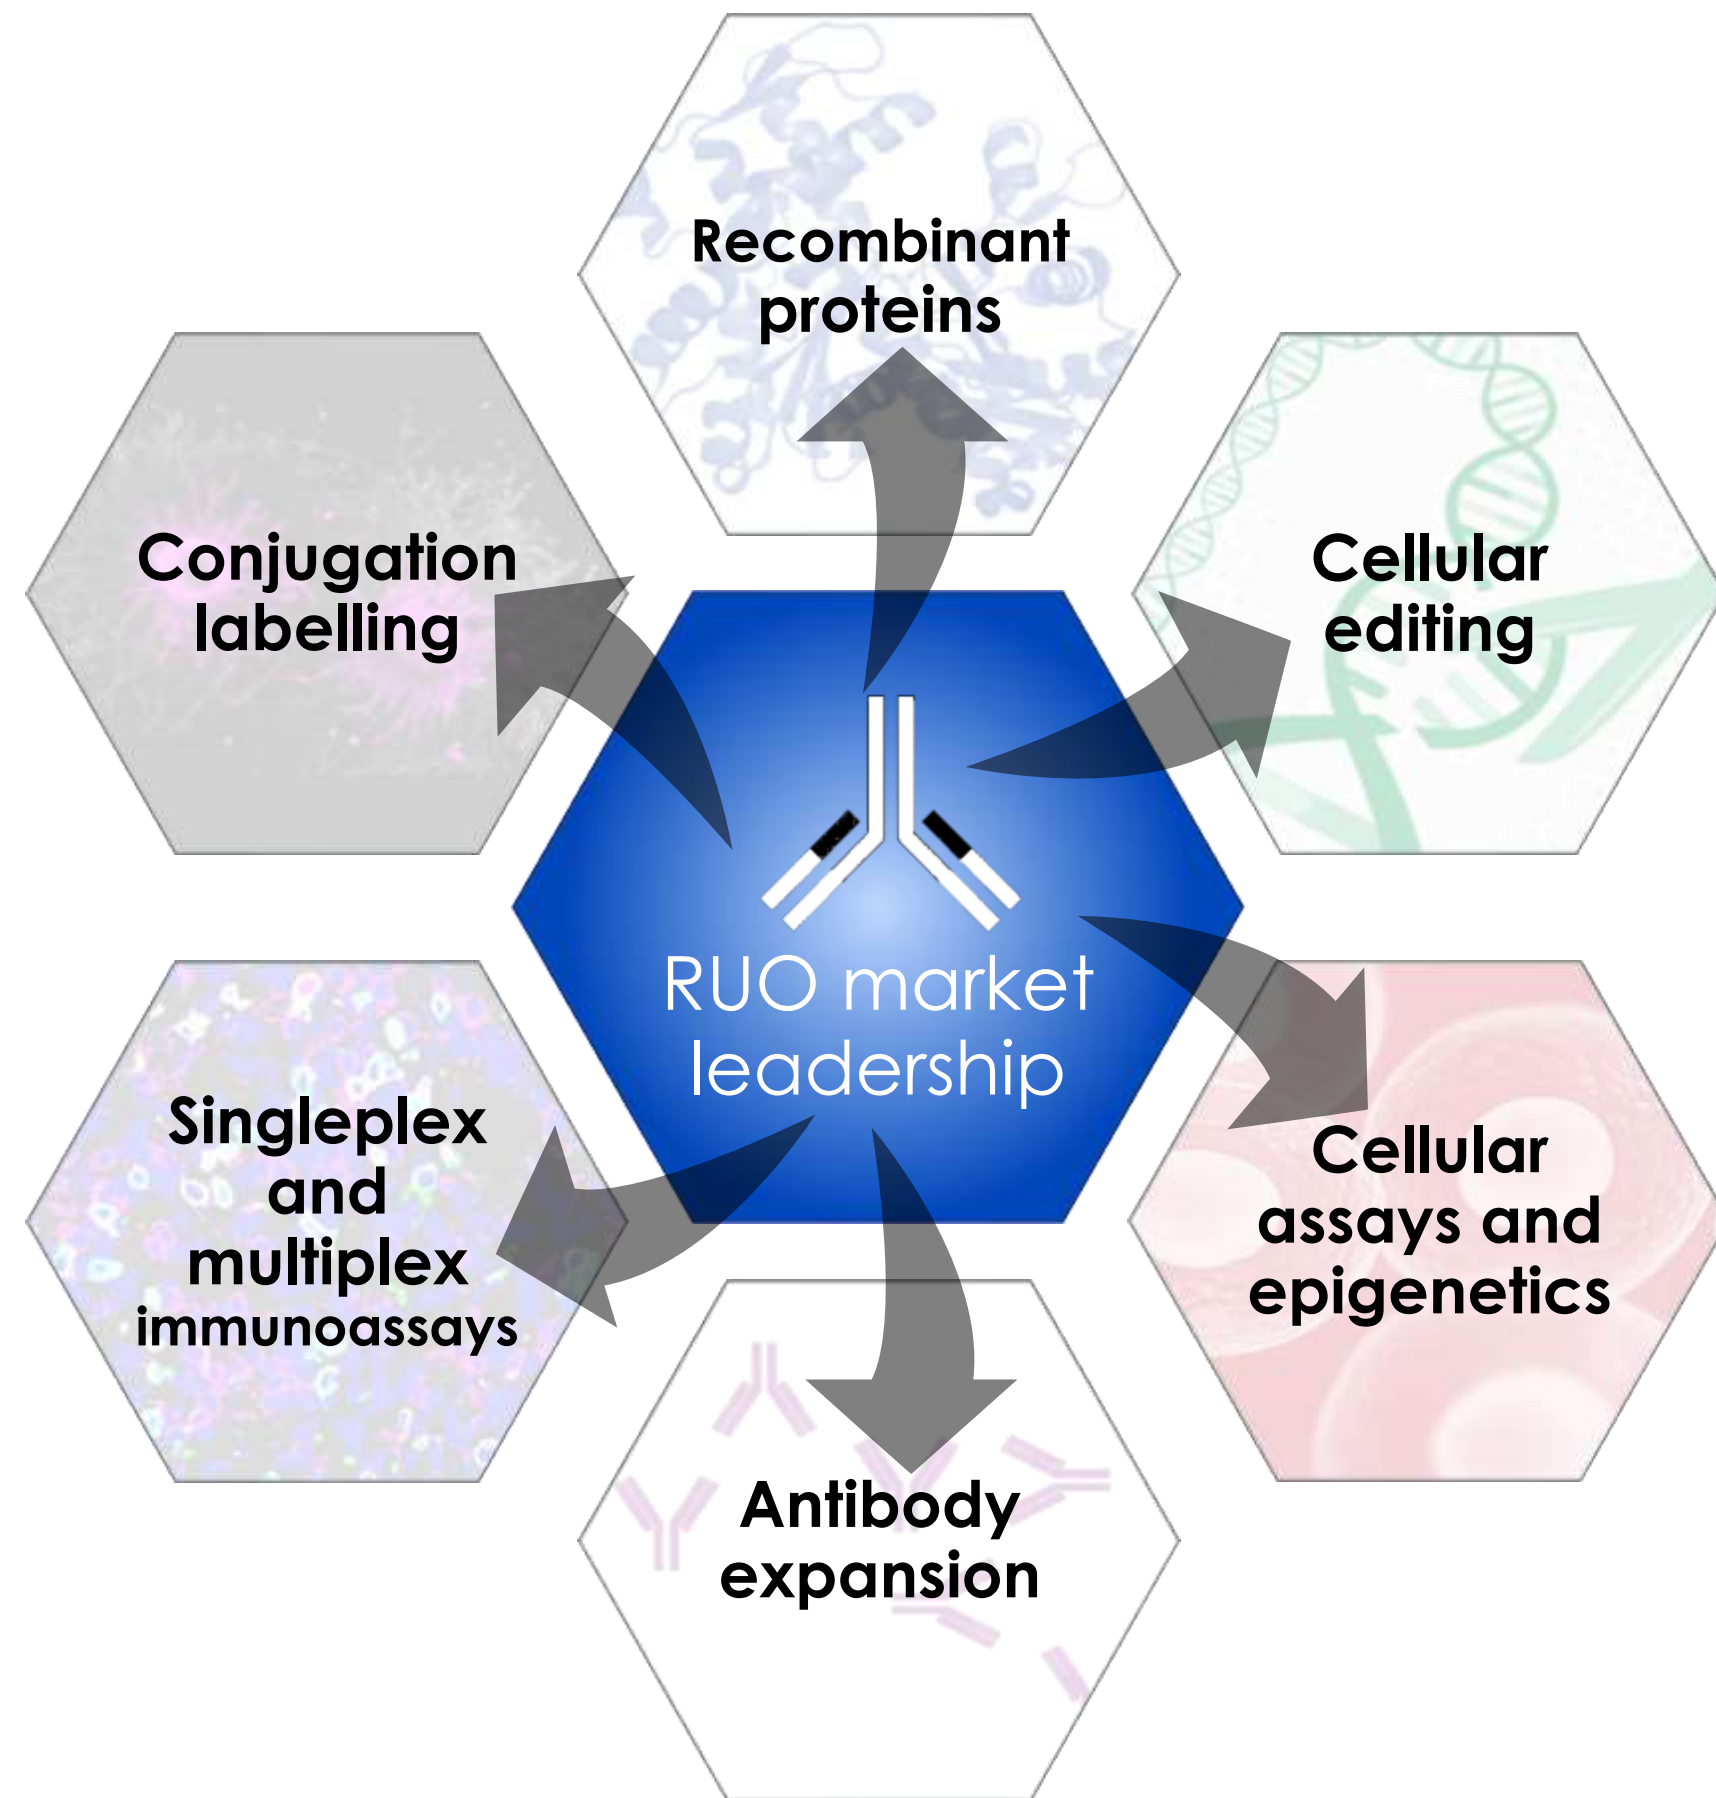 Recombinant
proteins
Conjugation
labelling
Cellular
editing
RUO market
leadership
Singleplex
and
multiplex
immunoassays
Cellular
assays and
epigenetics
Antibody
expansion